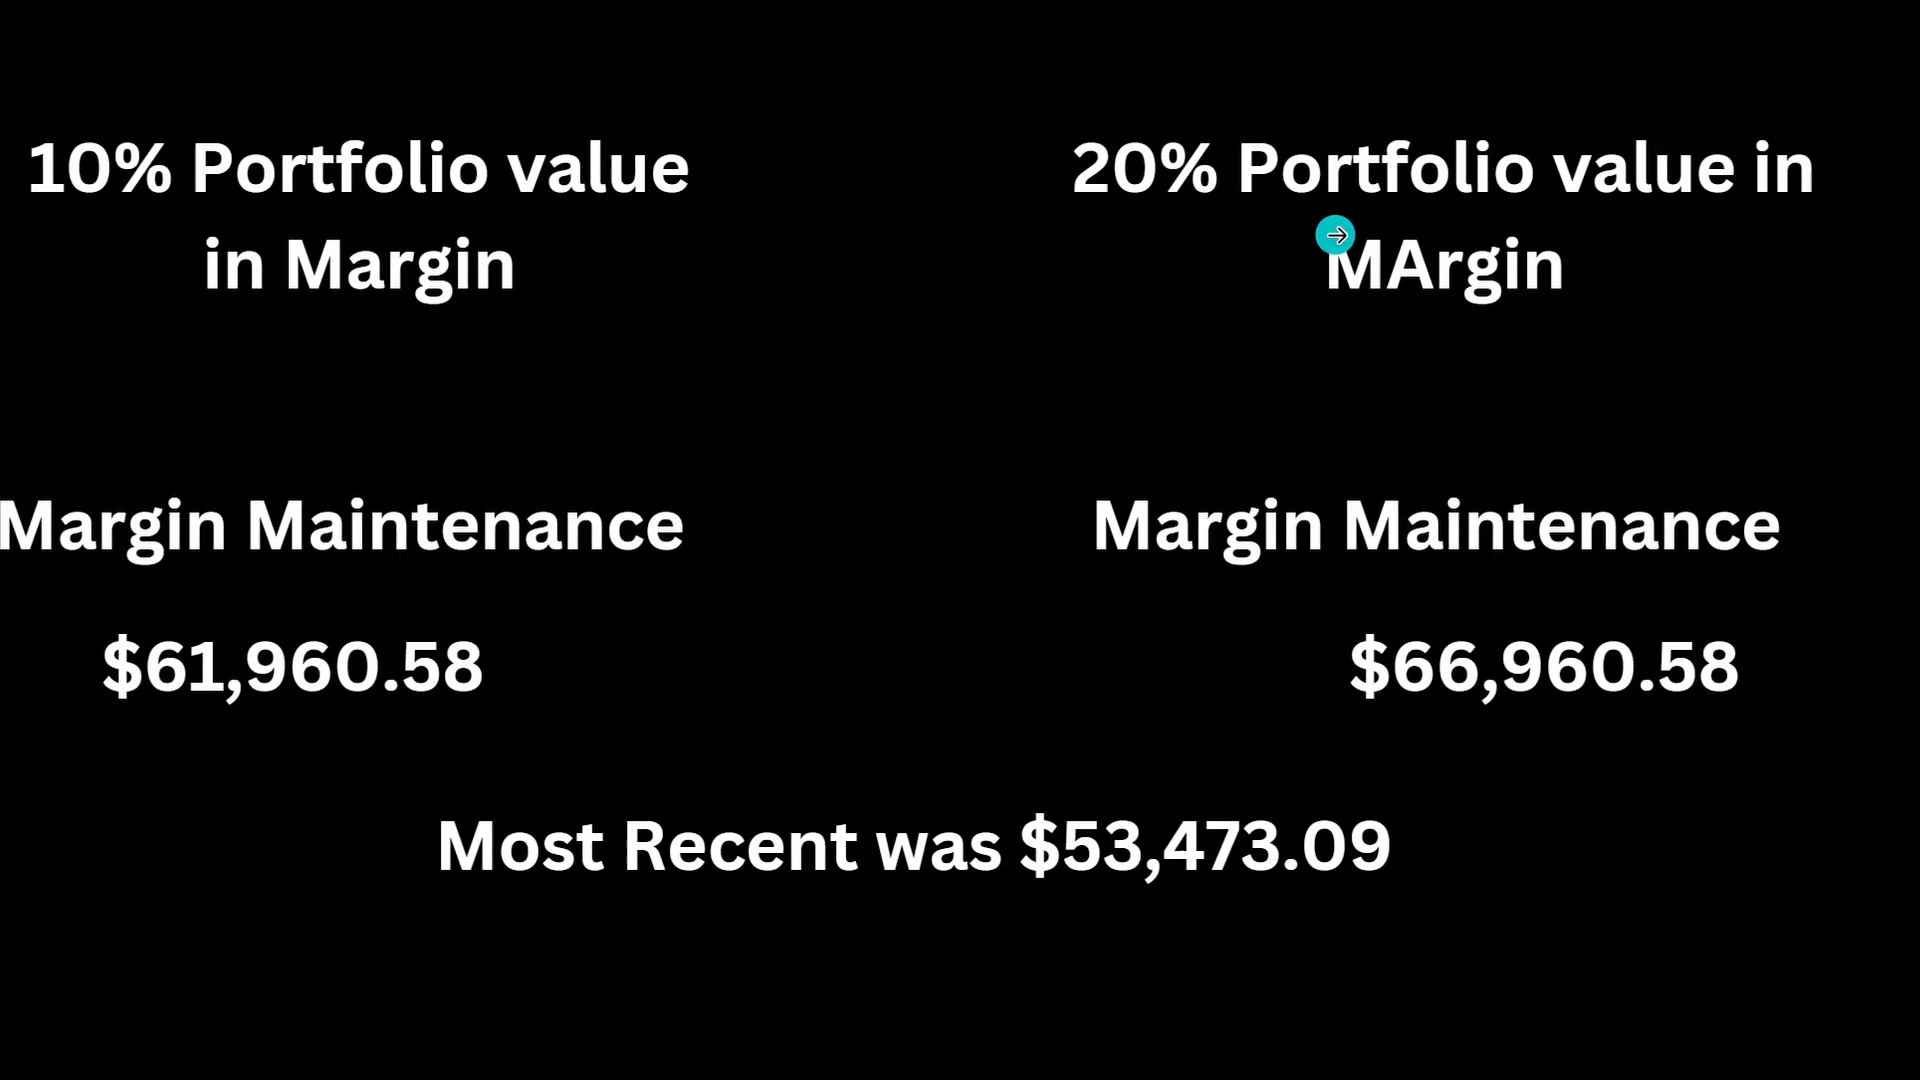 10% Portfolio value
in Margin
20% Portfolio value in
MArgin
Margin Maintenance
$61,960.58
Margin Maintenance
$66,960.58
Most Recent was $53,473.09